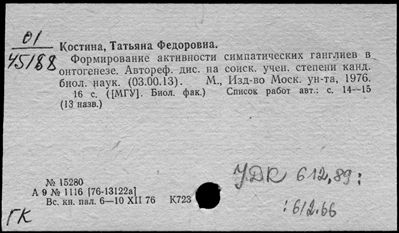 01
45188
Костина, Татьяна Федоровна.
Формирование активности симпатических ганглиев в
онтогенезе. Автореф. дис. на соиск. учен. степени канд.
биол. наук. (03.00.13). М., Изд-во Моск. ун-та, 1976.
16 с. ([МГУ]. Биол. фак.) Список работ авт.: с. 14—15
(13 назв.)
№ 15280
А 9 № 1116 [76-13122а]
Вс. кн. пал. 6—10 XII 76 К723
УДК 612,89:
:612.66
ГК